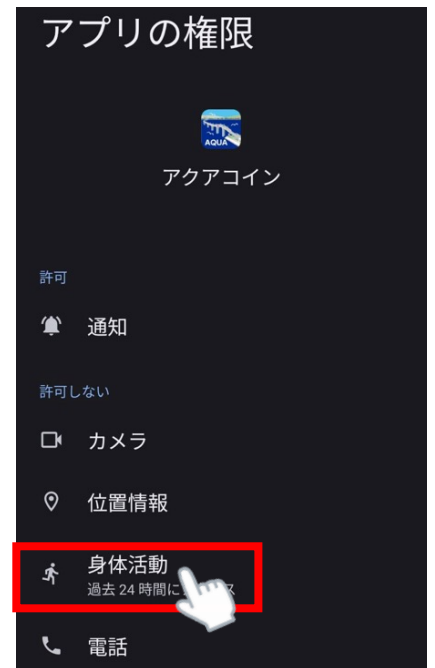 アプリの権限
AQUA
アクアコイン
許可
通知
許可しない
カメラ
位置情報
身体活動
過去 24 時間に
電話